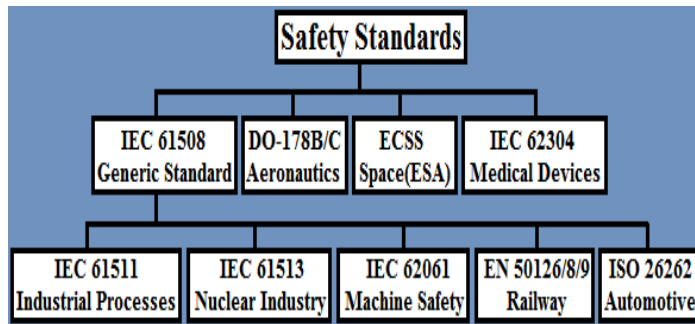 Safety Standards
IEC 61508
Generic Standard
DO-178B/C
Aeronautics
ECSS
Space(ESA)
IEC 62304
Medical Devices
IEC 61511
Industrial Processes
IEC 61513
Nuclear Industry
IEC 62061
Machine Safety
EN 50126/8/9
Railway
ISO 26262
Automotive